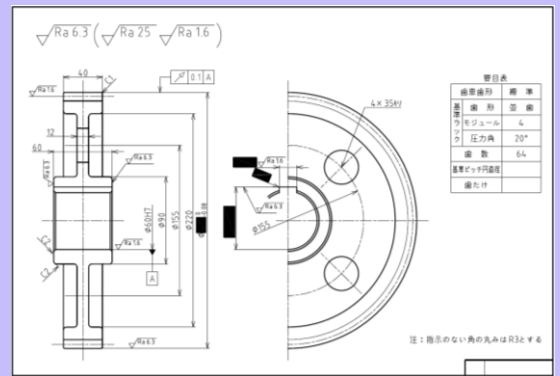 Ra 6.3 ( Ra 25 Ra 1.6 )
40
C1
Ra 1.6
0.1 A
12
60
Ra 6.3
Ra 6.3
φ60H7
φ90
φ155
φ220
Ra 1.6
C2
C2
A
Ra 6.3
4×35キリ
Ra 1.6
Ra 6.3
φ155
歯車歯形 標準
基準ラック
歯形 並歯
モジュール 4
圧力角 20°
歯数 64
基準ピッチ円直径
歯たけ
注：指示のない角の丸みはR3とする